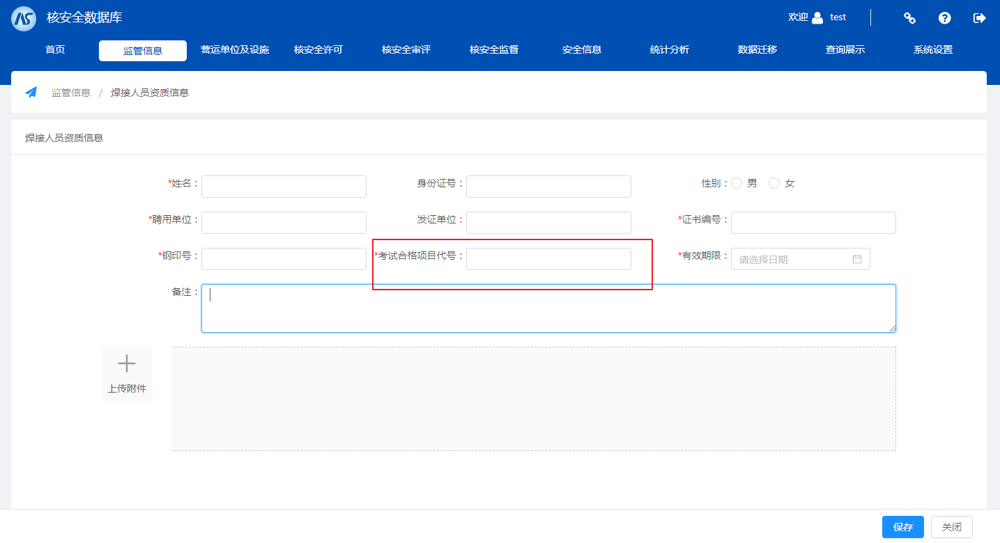 核安全数据库
欢迎 test
首页 监管信息 营运单位及设施 核安全许可 核安全审评 核安全监督 安全信息 统计分析 数据迁移 查询展示 系统设置
监管信息 / 焊接人员资质信息
焊接人员资质信息
*姓名： 身份证号： 性别： 男 女
*聘用单位： 发证单位： *证书编号：
*钢印号： *考试合格项目代号： *有效期限： 请选择日期
备注：
上传附件
保存 关闭